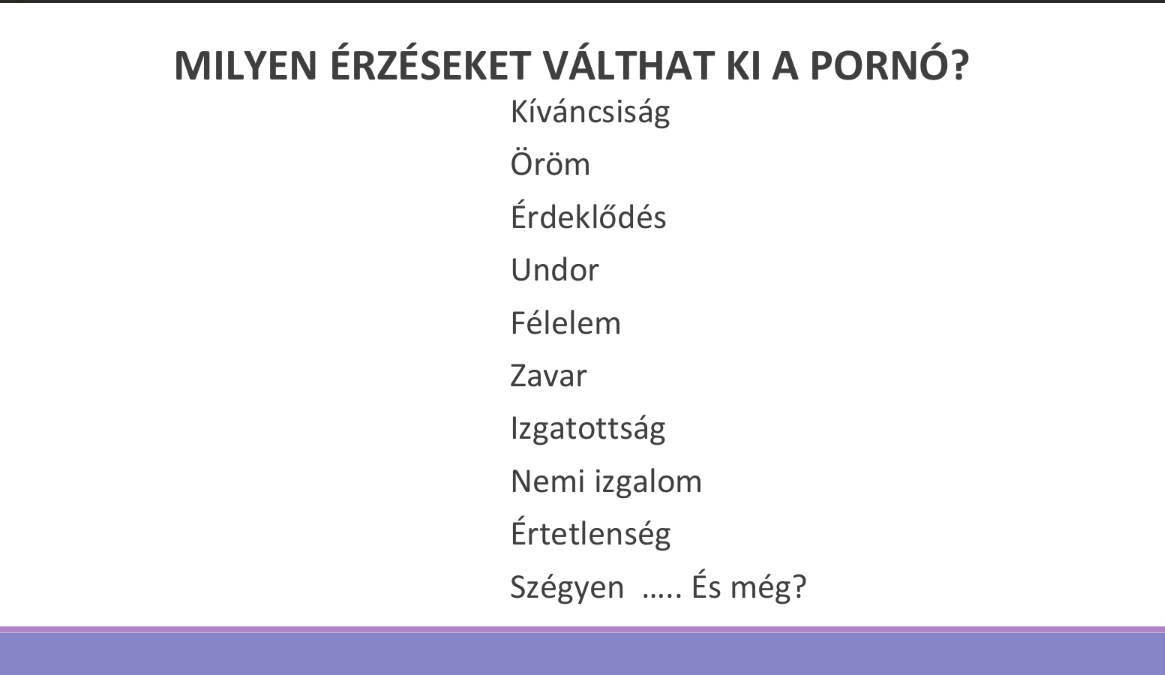 MILYEN ÉRZÉSEKET VÁLTHAT KI A PORNÓ?
Kíváncsiság
Öröm
Érdeklődés
Undor
Félelem
Zavar
Izgatottság
Nemi izgalom
Értetlenség
Szégyen  ..... És még?